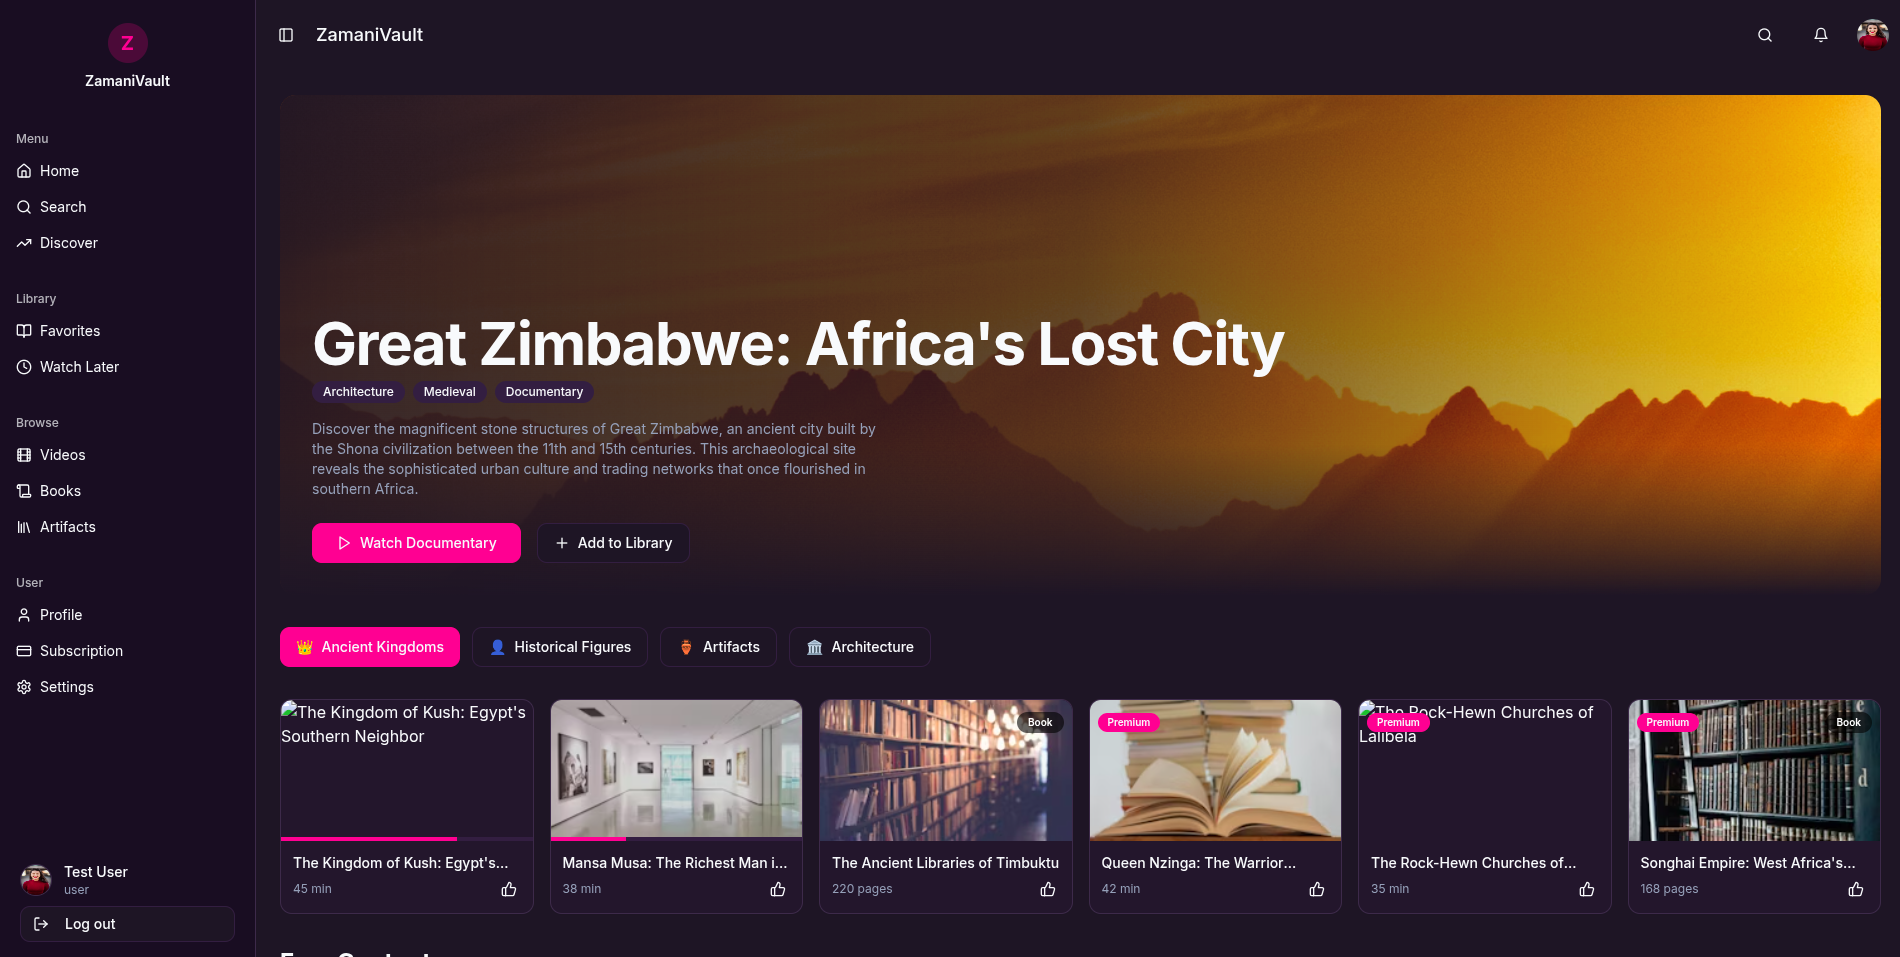 Z
ZamaniVault
Menu
Home
Search
Discover
Library
Favorites
Watch Later
Browse
Videos
Books
Artifacts
User
Profile
Subscription
Settings
Test User
user
Log out
ZamaniVault
Great Zimbabwe: Africa's Lost City
Architecture Medieval Documentary
Discover the magnificent stone structures of Great Zimbabwe, an ancient city built by
the Shona civilization between the 11th and 15th centuries. This archaeological site
reveals the sophisticated urban culture and trading networks that once flourished in
southern Africa.
Watch Documentary Add to Library
Ancient Kingdoms Historical Figures Artifacts Architecture
The Kingdom of Kush: Egypt's
Southern Neighbor
The Kingdom of Kush: Egypt's...
45 min
Mansa Musa: The Richest Man i...
38 min
Book
The Ancient Libraries of Timbuktu
220 pages
Premium
Queen Nzinga: The Warrior...
42 min
Premium
The Rock-Hewn Churches of
Lalibela
The Rock-Hewn Churches of...
35 min
Premium Book
d
Songhai Empire: West Africa's...
168 pages